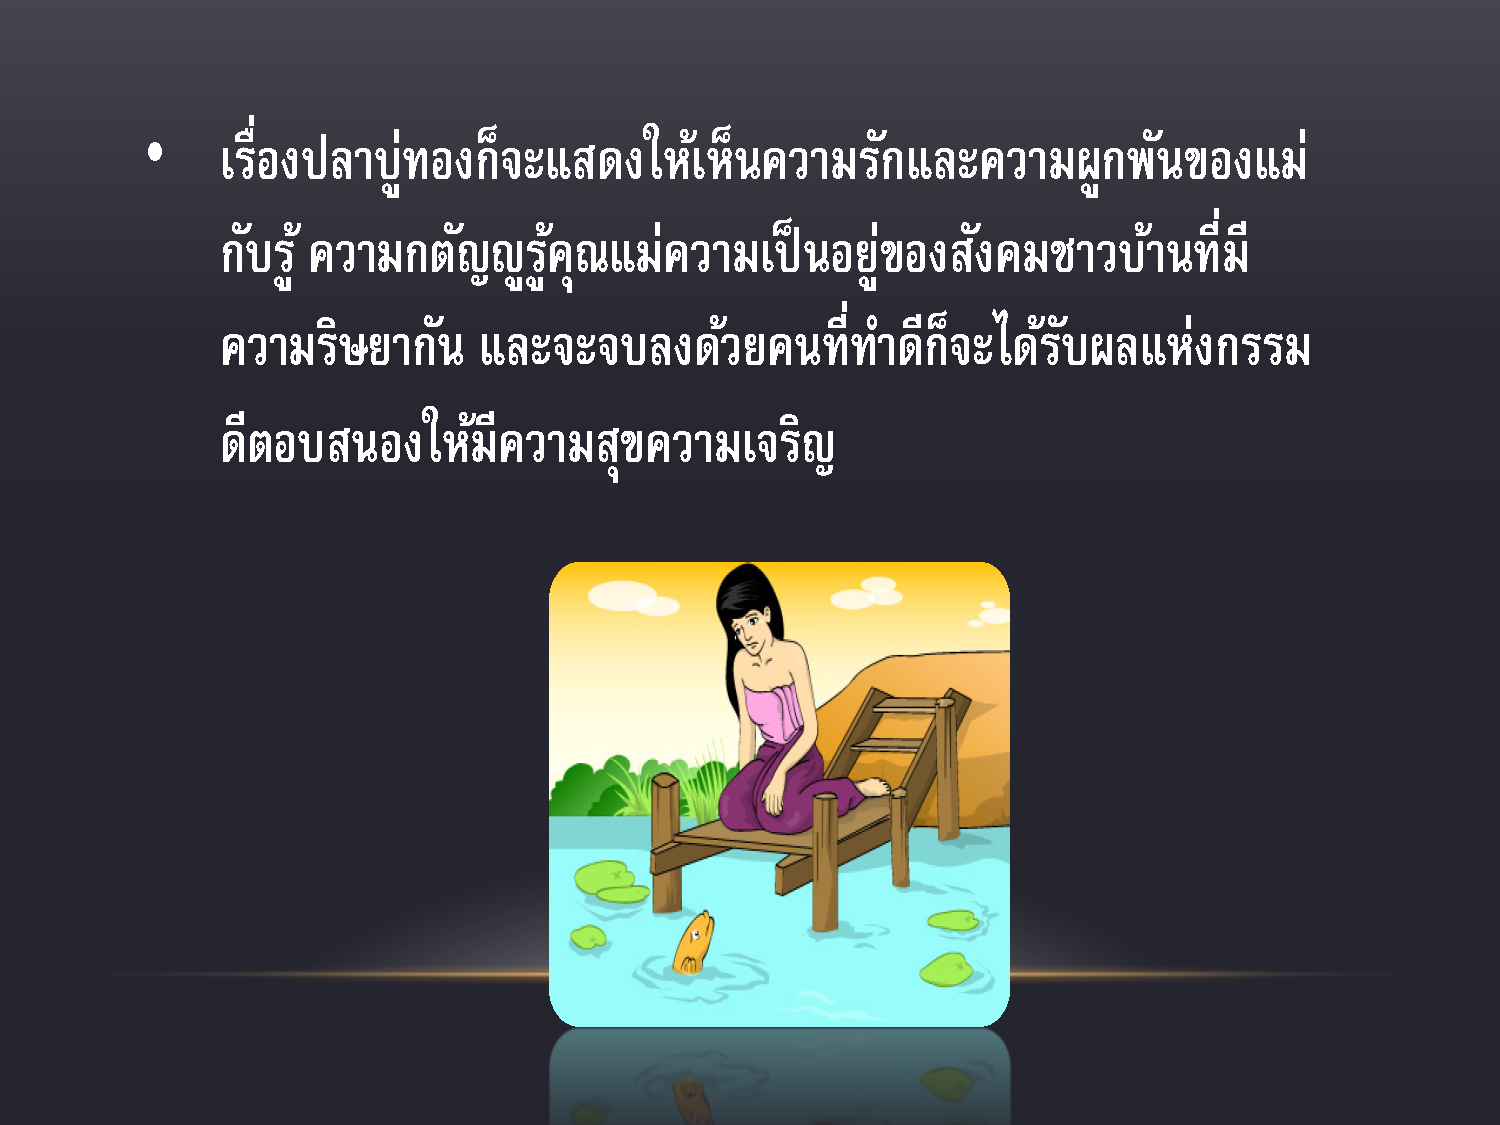 • เรื่องปลาบู่ทองก็จะแสดงให้เห็นความรักและความผูกพันของแม่
กับรู้ ความกตัญญูรู้คุณแม่ความเป็นอยู่ของสังคมชาวบ้านที่มี
ความริษยากัน และจะจบลงด้วยคนที่ทำดีก็จะได้รับผลแห่งกรรม
ดีตอบสนองให้มีความสุขความเจริญ